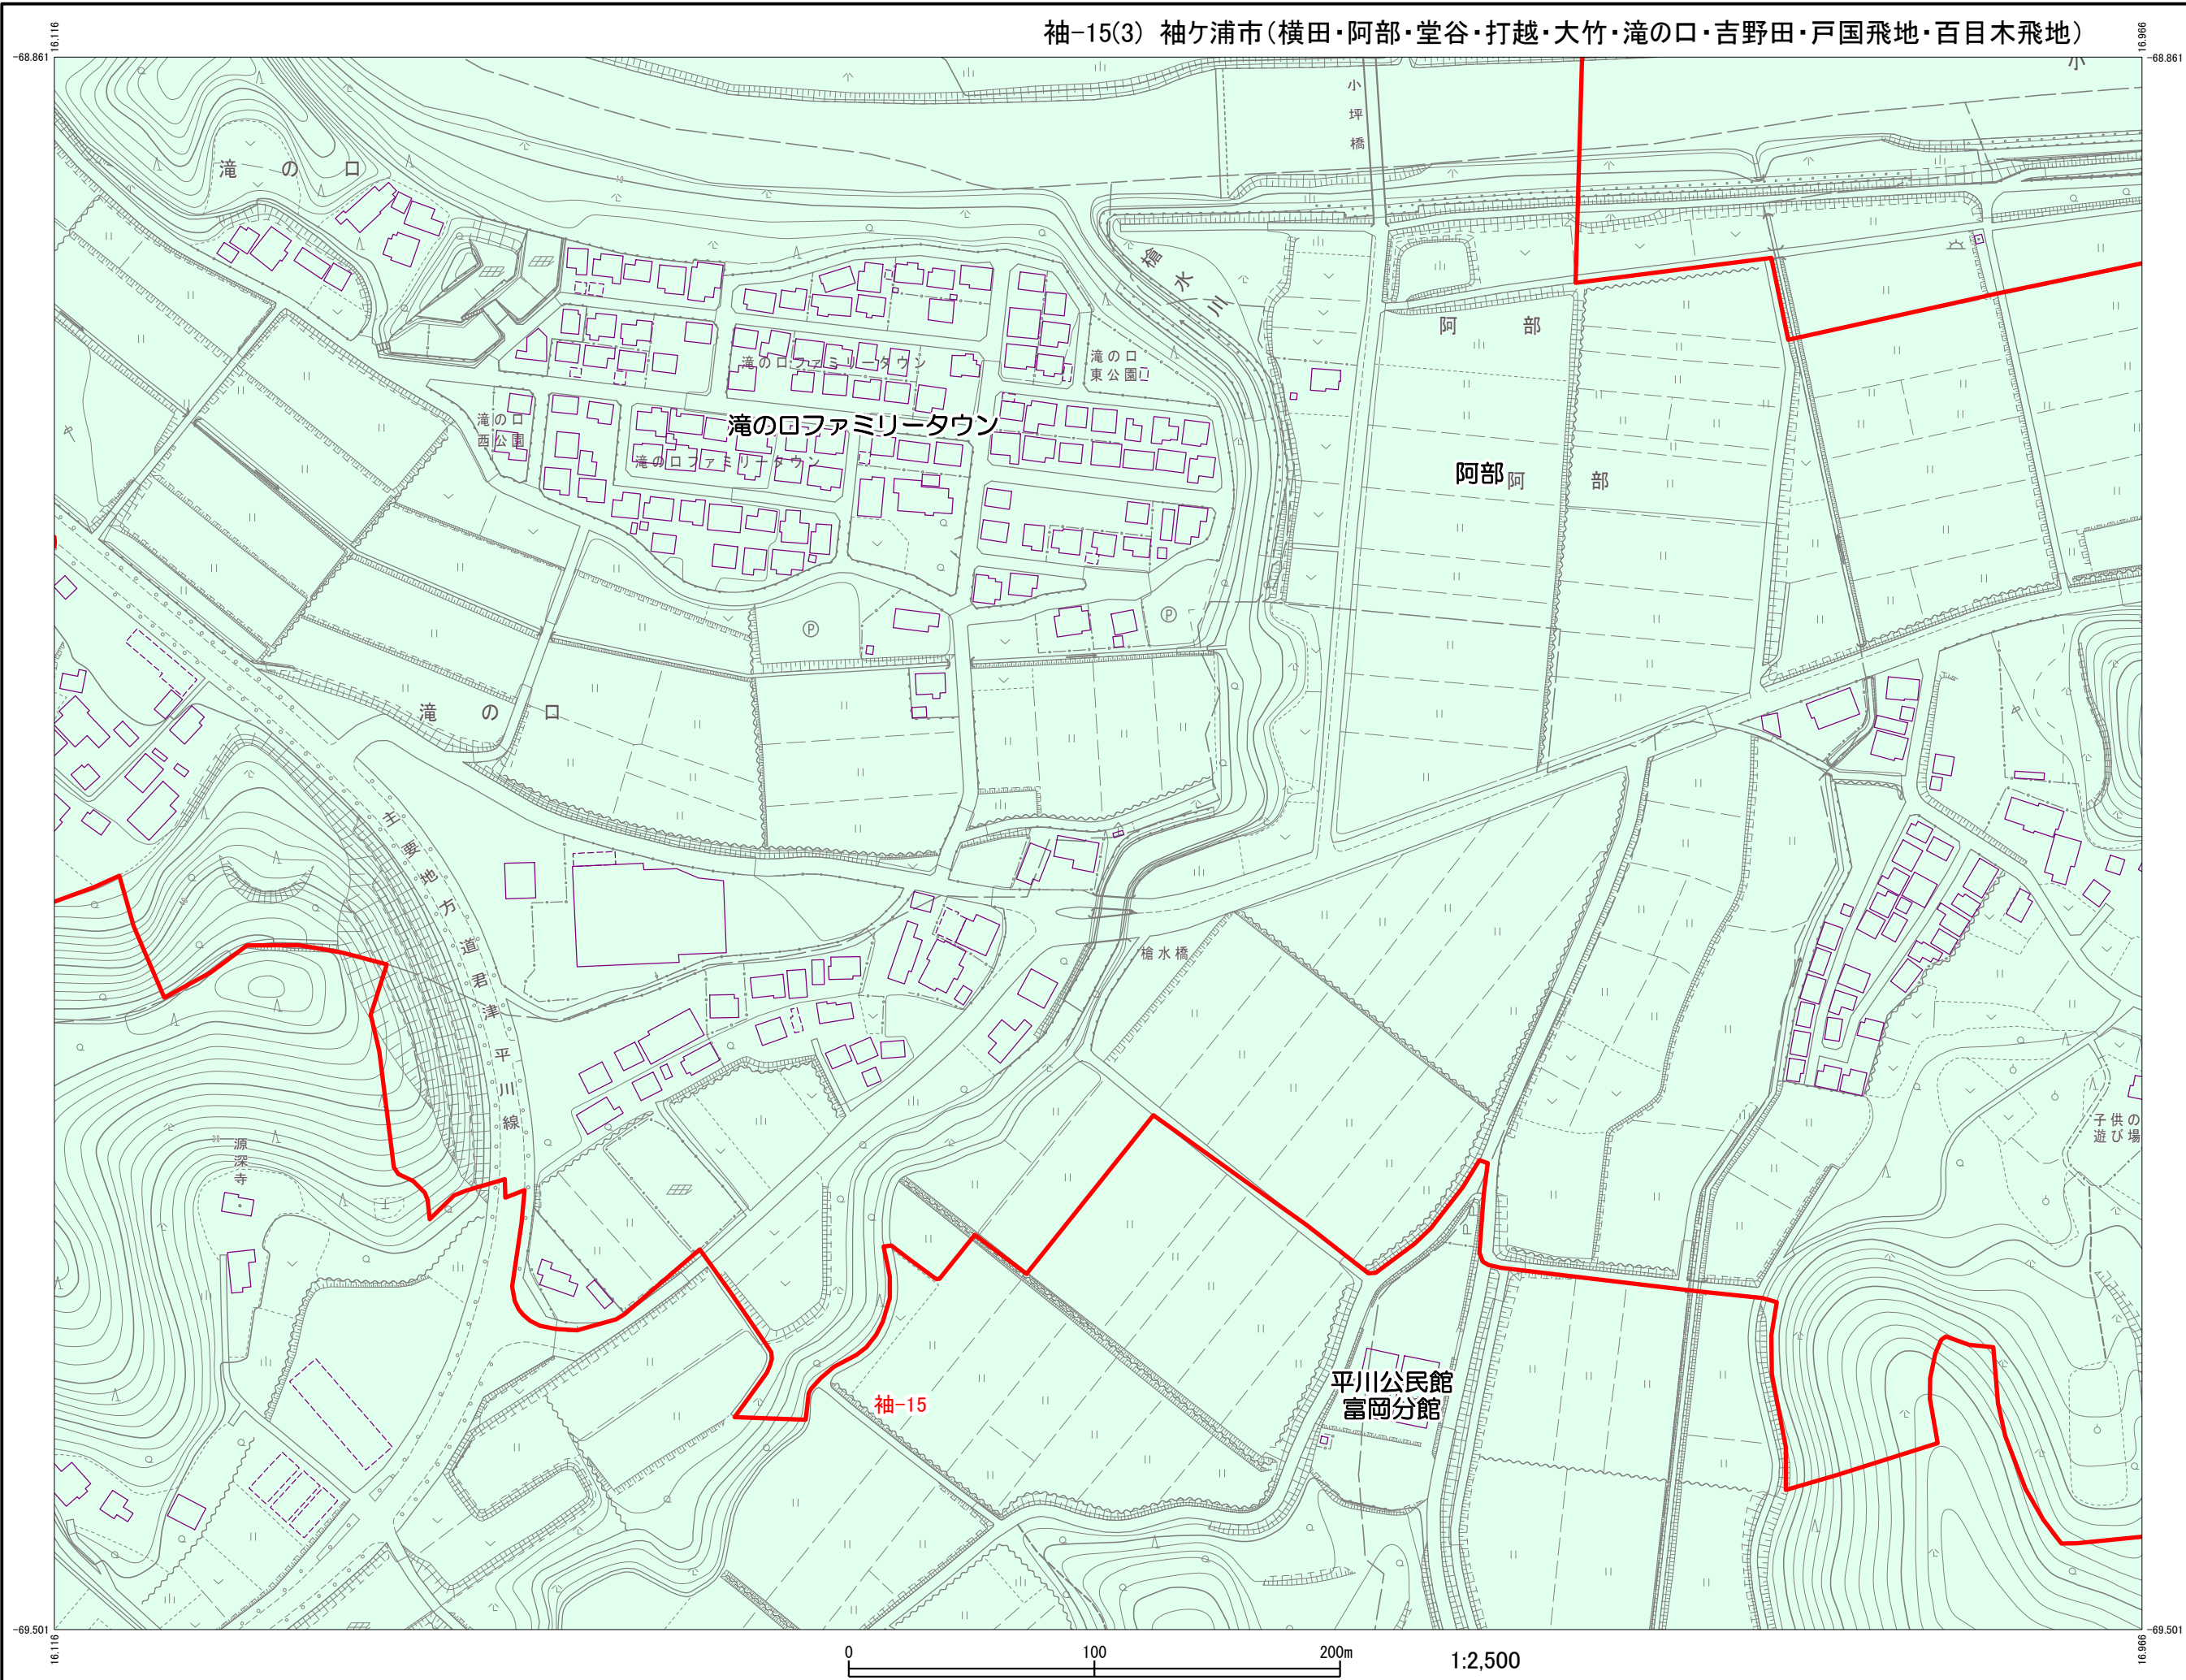 袖-15(3) 袖ケ浦市(横田・阿部・堂谷・打越・大竹・滝の口・吉野田・戸国飛地・百目木飛地)
16.116
16.966
-68.861
-68.861
小
小坪橋
滝の口
槍水川
阿部
滝の口ファミリータウン
滝の口
東公園
滝のロファミリータウン
滝の口
西公園
滝の口ファミリータウン
阿部
阿部
滝の口
P
P
主要地方道君津平川線
槍水橋
子供の
遊び場
源深寺
平川公民館
富岡分館
袖-15
-69.501
-69.501
16.116
16.966
0 100 200m
1:2,500